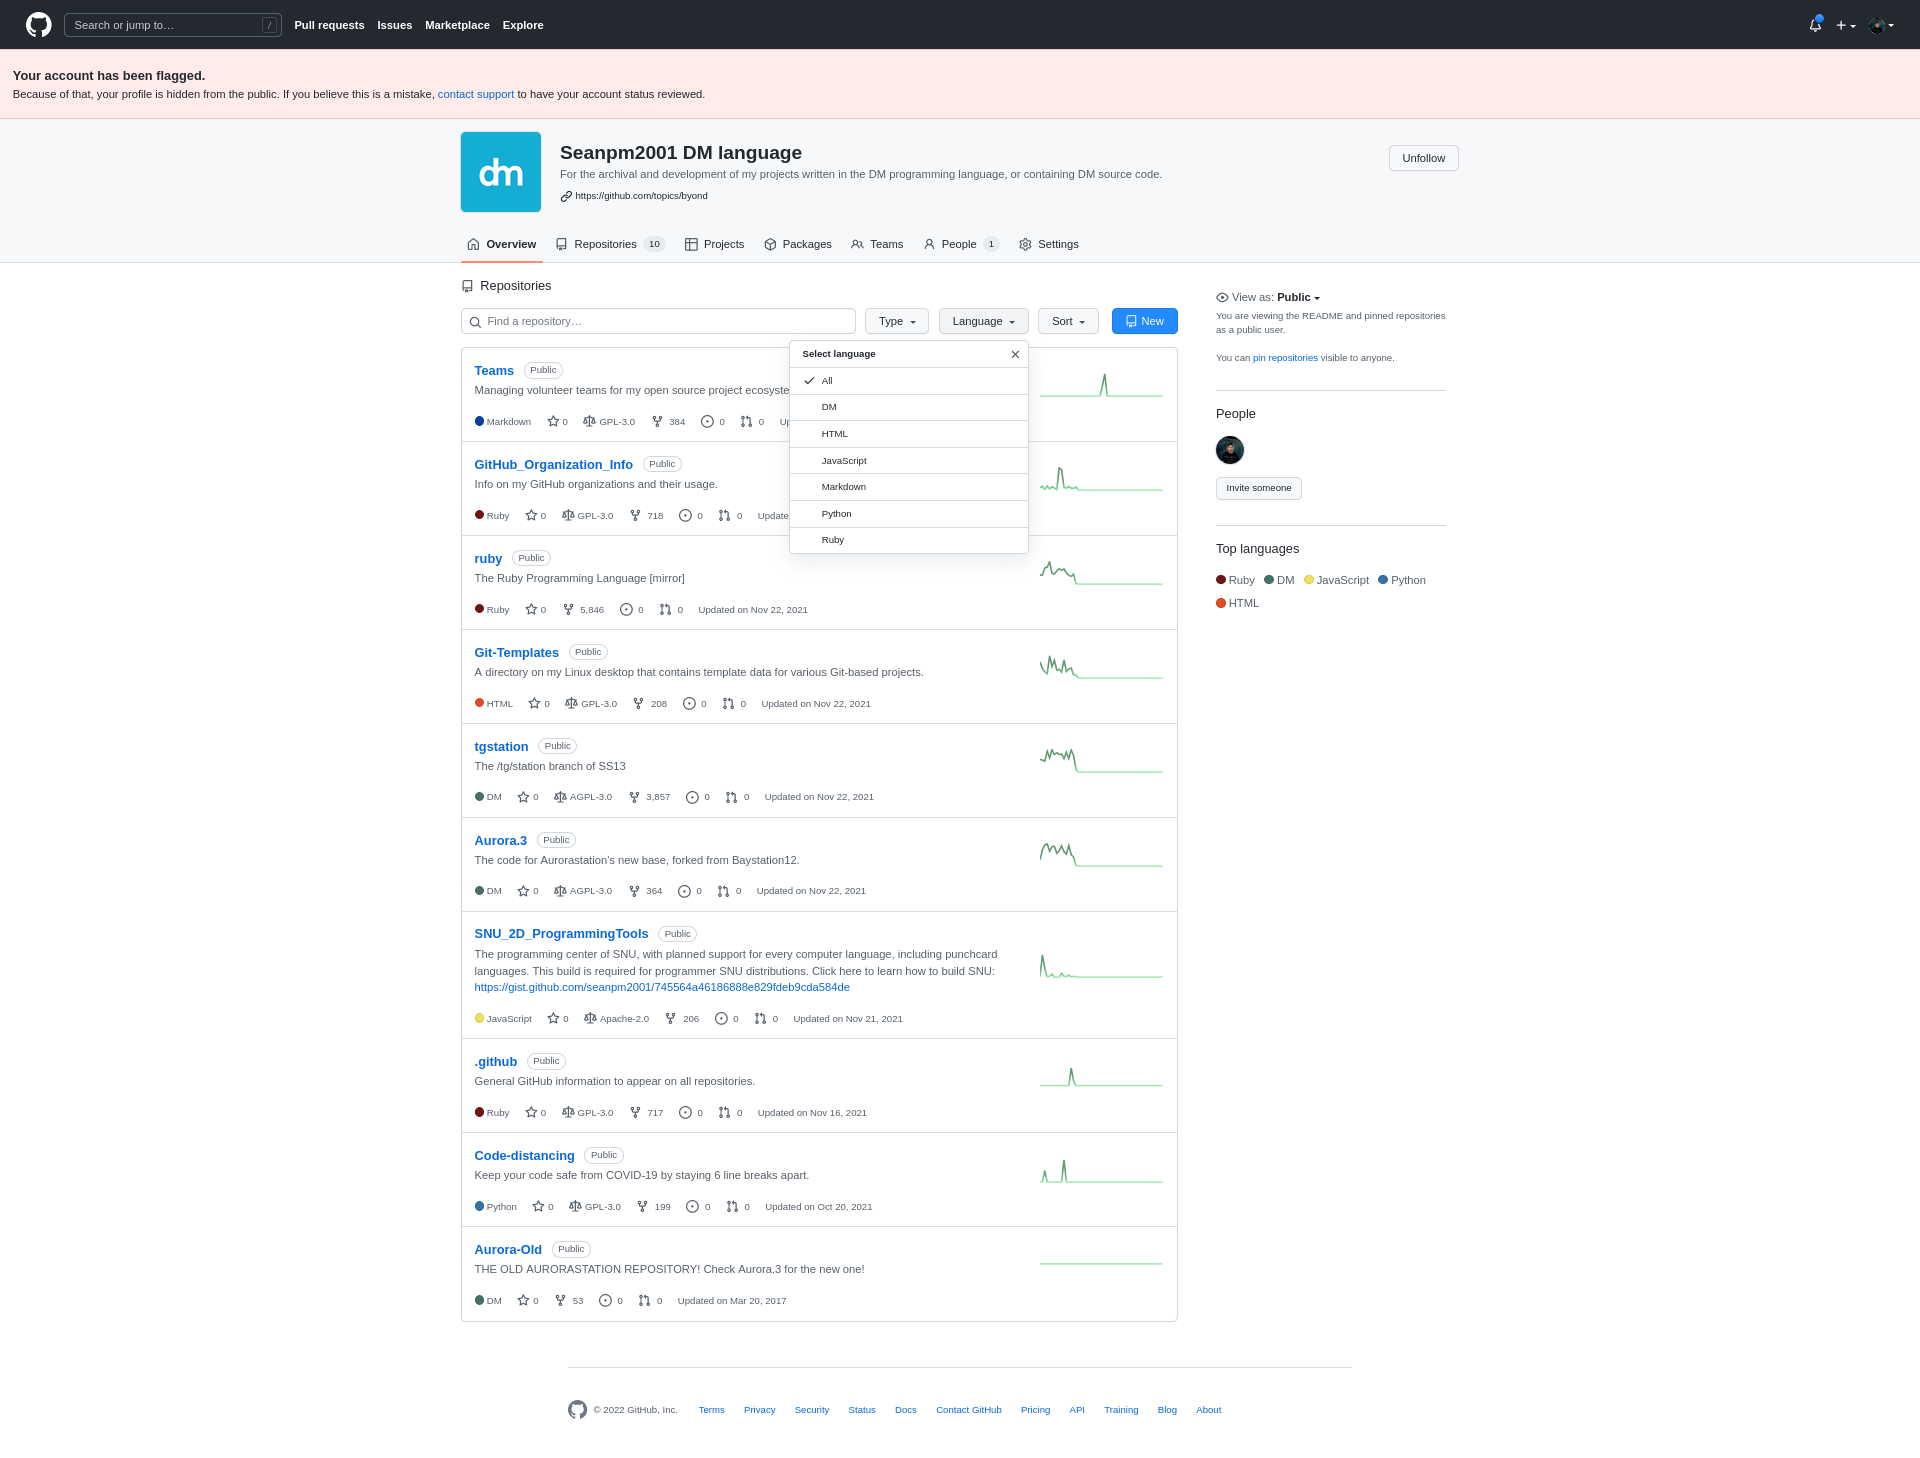 Search or jump to… /
Pull requests Issues Marketplace Explore
Your account has been flagged.
Because of that, your profile is hidden from the public. If you believe this is a mistake, contact support to have your account status reviewed.
dm
Seanpm2001 DM language
For the archival and development of my projects written in the DM programming language, or containing DM source code.
https://github.com/topics/byond
Unfollow
Overview Repositories 10 Projects Packages Teams People 1 Settings
Repositories
Find a repository… Type Language Sort New
Select language
All
DM
HTML
JavaScript
Markdown
Python
Ruby
Teams Public
Managing volunteer teams for my open source project ecosyste
Markdown 0 GPL-3.0 384 0 0 Up
GitHub_Organization_Info Public
Info on my GitHub organizations and their usage.
Ruby 0 GPL-3.0 718 0 0 Update
ruby Public
The Ruby Programming Language [mirror]
Ruby 0 5,846 0 0 Updated on Nov 22, 2021
Git-Templates Public
A directory on my Linux desktop that contains template data for various Git-based projects.
HTML 0 GPL-3.0 208 0 0 Updated on Nov 22, 2021
tgstation Public
The /tg/station branch of SS13
DM 0 AGPL-3.0 3,857 0 0 Updated on Nov 22, 2021
Aurora.3 Public
The code for Aurorastation's new base, forked from Baystation12.
DM 0 AGPL-3.0 364 0 0 Updated on Nov 22, 2021
SNU_2D_ProgrammingTools Public
The programming center of SNU, with planned support for every computer language, including punchcard
languages. This build is required for programmer SNU distributions. Click here to learn how to build SNU:
https://gist.github.com/seanpm2001/745564a46186888e829fdeb9cda584de
JavaScript 0 Apache-2.0 206 0 0 Updated on Nov 21, 2021
.github Public
General GitHub information to appear on all repositories.
Ruby 0 GPL-3.0 717 0 0 Updated on Nov 16, 2021
Code-distancing Public
Keep your code safe from COVID-19 by staying 6 line breaks apart.
Python 0 GPL-3.0 199 0 0 Updated on Oct 20, 2021
Aurora-Old Public
THE OLD AURORASTATION REPOSITORY! Check Aurora.3 for the new one!
DM 0 53 0 0 Updated on Mar 20, 2017
View as: Public
You are viewing the README and pinned repositories
as a public user.
You can pin repositories visible to anyone.
People
Invite someone
Top languages
Ruby DM JavaScript Python
HTML
© 2022 GitHub, Inc. Terms Privacy Security Status Docs Contact GitHub Pricing API Training Blog About